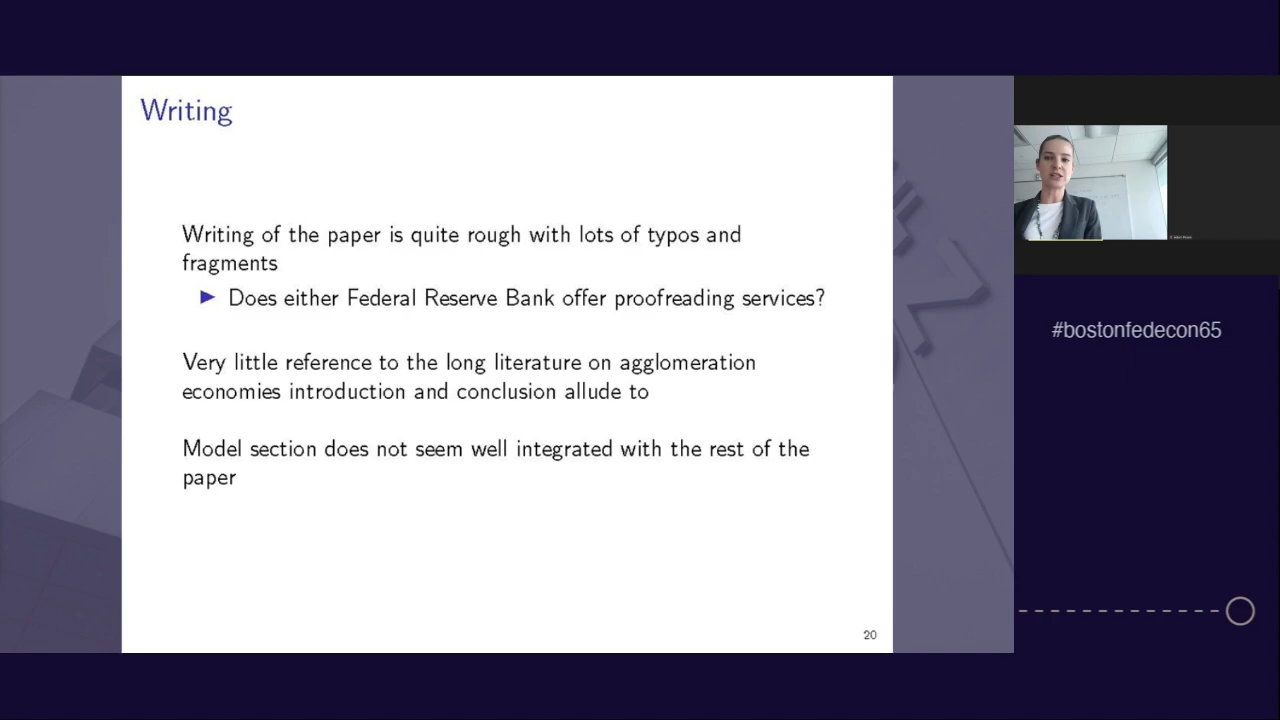 Writing
Writing of the paper is quite rough with lots of typos and
fragments
▶ Does either Federal Reserve Bank offer proofreading services?
Very little reference to the long literature on agglomeration
economies introduction and conclusion allude to
Model section does not seem well integrated with the rest of the
paper
20
#bostonfedecon65